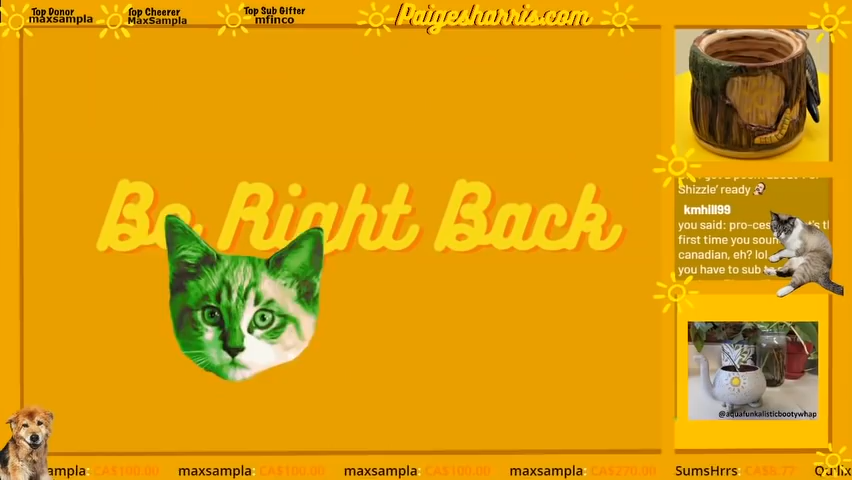 Top Donor
maxsampla
Top Cheerer
MaxSampla
Top Sub Gifter
mfinco
Paigesharris.com
Be Right Back
Shizzle' ready
kmhill99
you said: pro-ces
first time you soun
canadian, eh? lol.
you have to sub
@aquafunkalisticbootywhap
ampla: CA$100.00 maxsampla: CA$100.00 maxsampla: CA$100.00 maxsampla: CA$270.00 SumsHrrs: